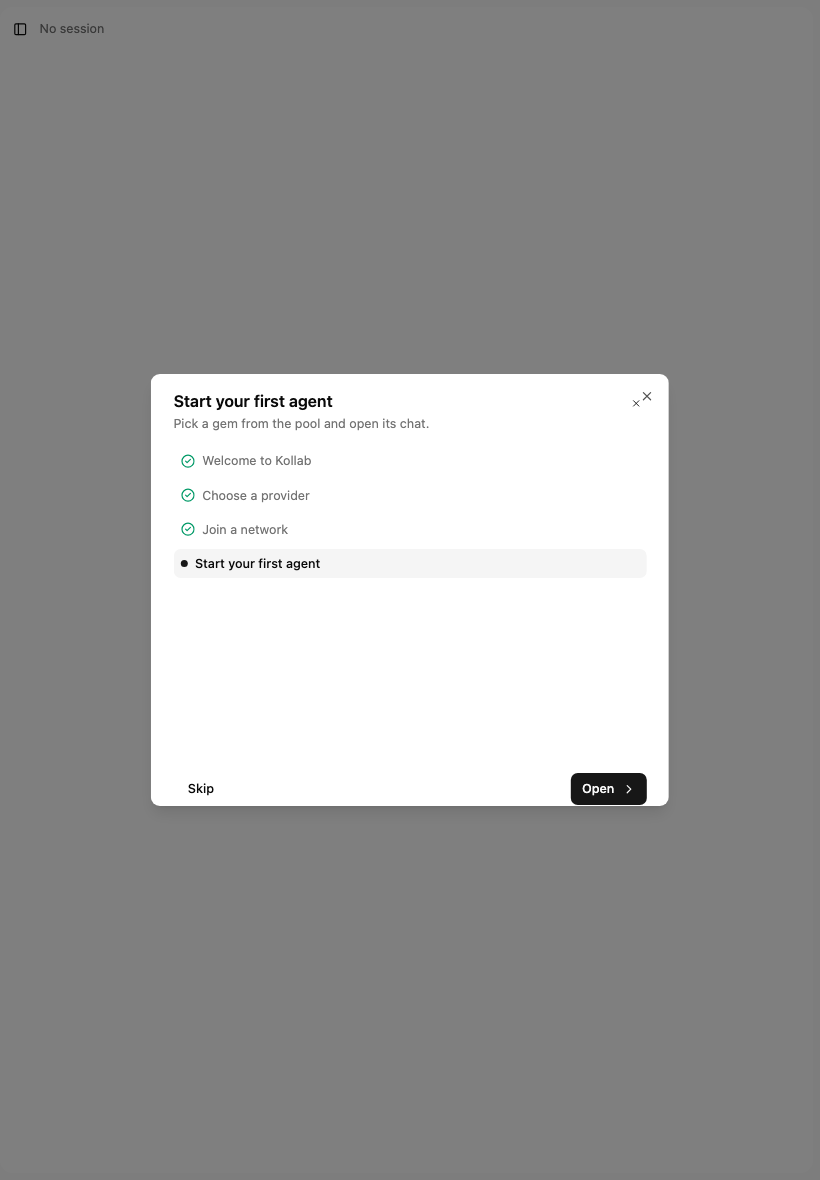 No session
Start your first agent
Pick a gem from the pool and open its chat.
Welcome to Kollab
Choose a provider
Join a network
Start your first agent
Skip
Open